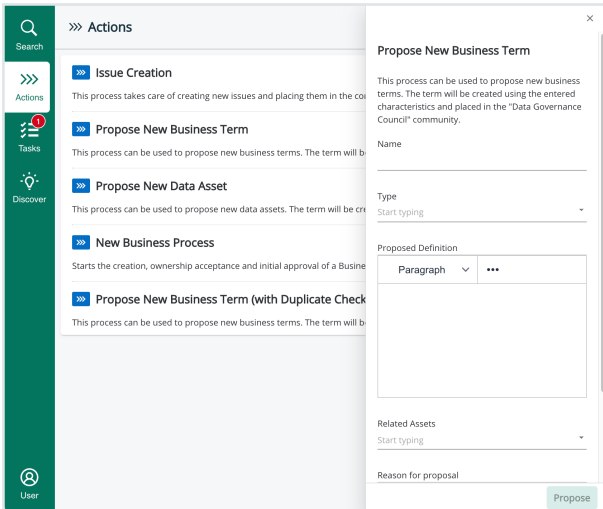 Search
Actions
1
Tasks
Discover
User
Actions
Issue Creation
This process takes care of creating new issues and placing them in the
Propose New Business Term
This process can be used to propose new business terms. The term will
Propose New Data Asset
This process can be used to propose new data assets. The term will be
New Business Process
Starts the creation, ownership acceptance and initial approval of a
Propose New Business Term (with Duplicate Check
This process can be used to propose new business terms. The term will
×
Propose New Business Term
This process can be used to propose new business
terms. The term will be created using the entered
characteristics and placed in the "Data Governance
Council" community.
Name
Type
Start typing
Proposed Definition
Paragraph
Related Assets
Start typing
Reason for proposal
Propose